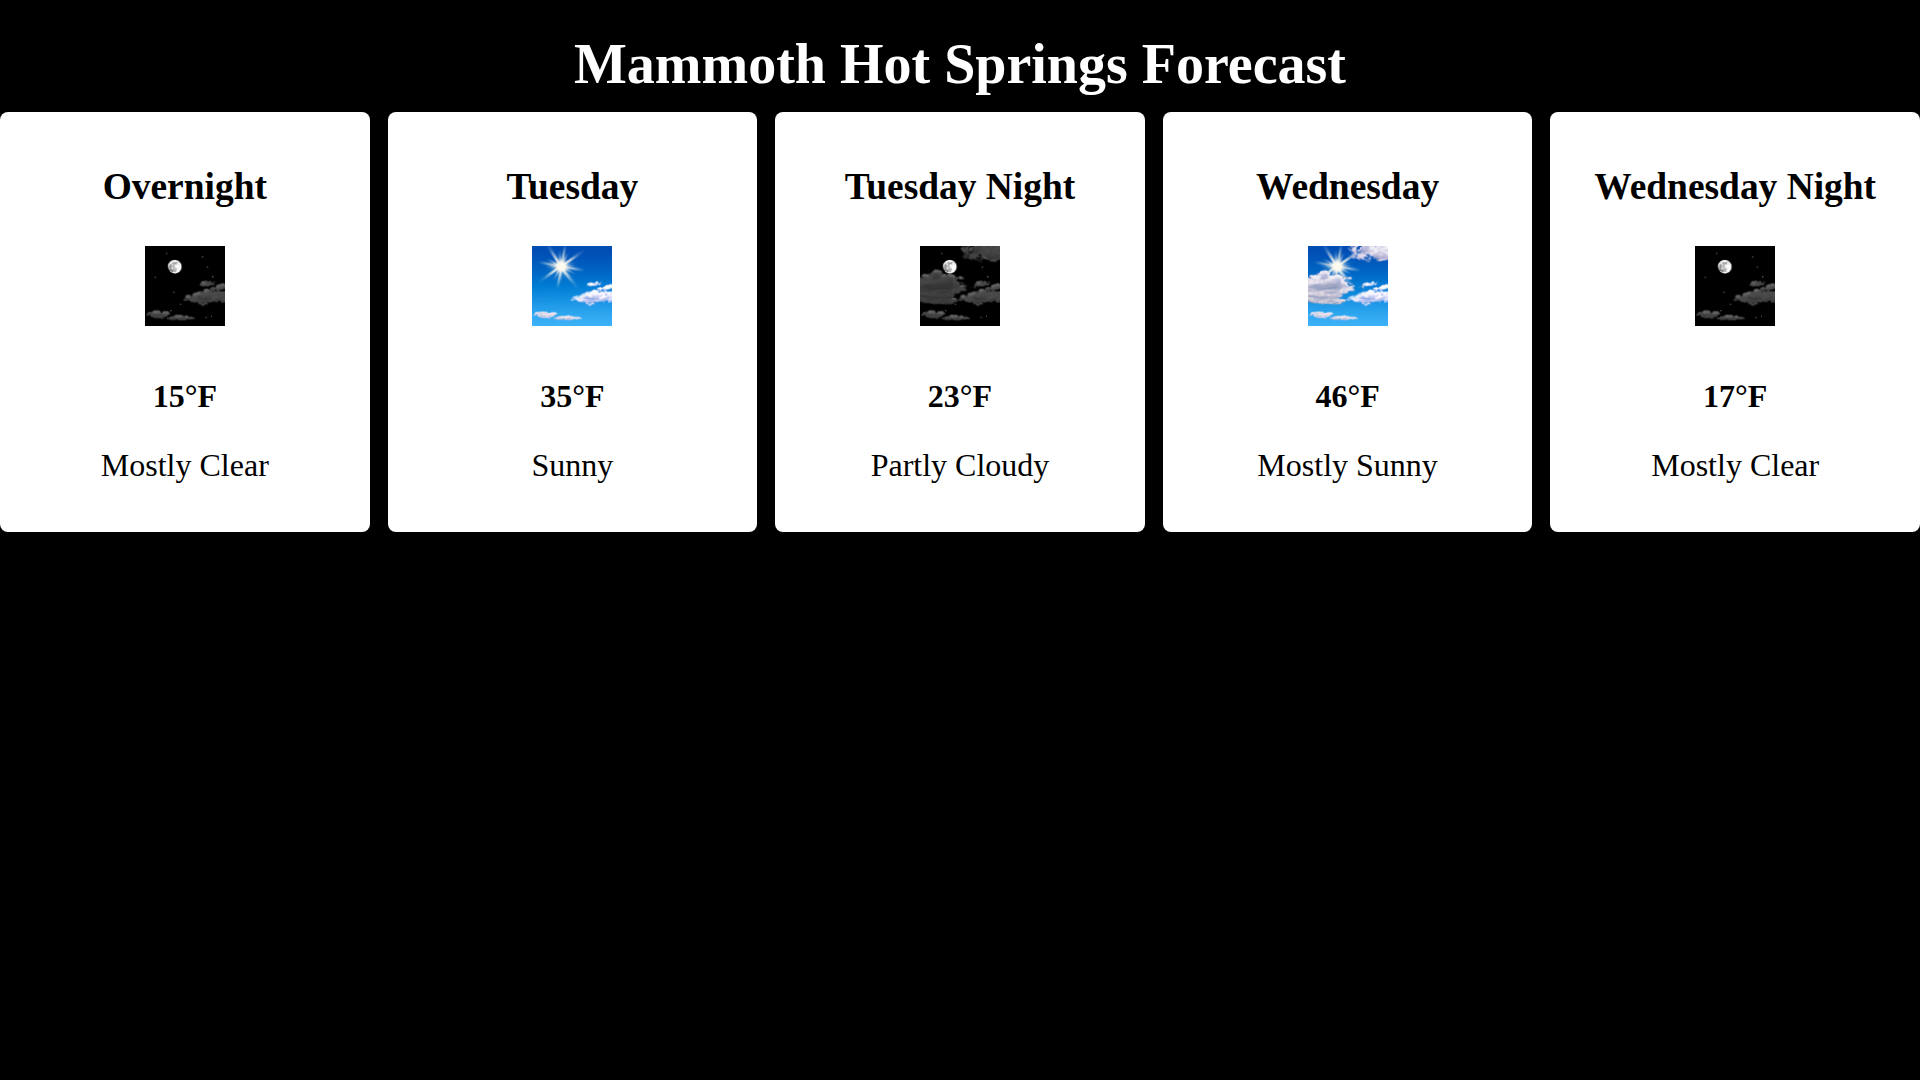 Mammoth Hot Springs Forecast
Overnight
15°F
Mostly Clear
Tuesday
35°F
Sunny
Tuesday Night
23°F
Partly Cloudy
Wednesday
46°F
Mostly Sunny
Wednesday Night
17°F
Mostly Clear